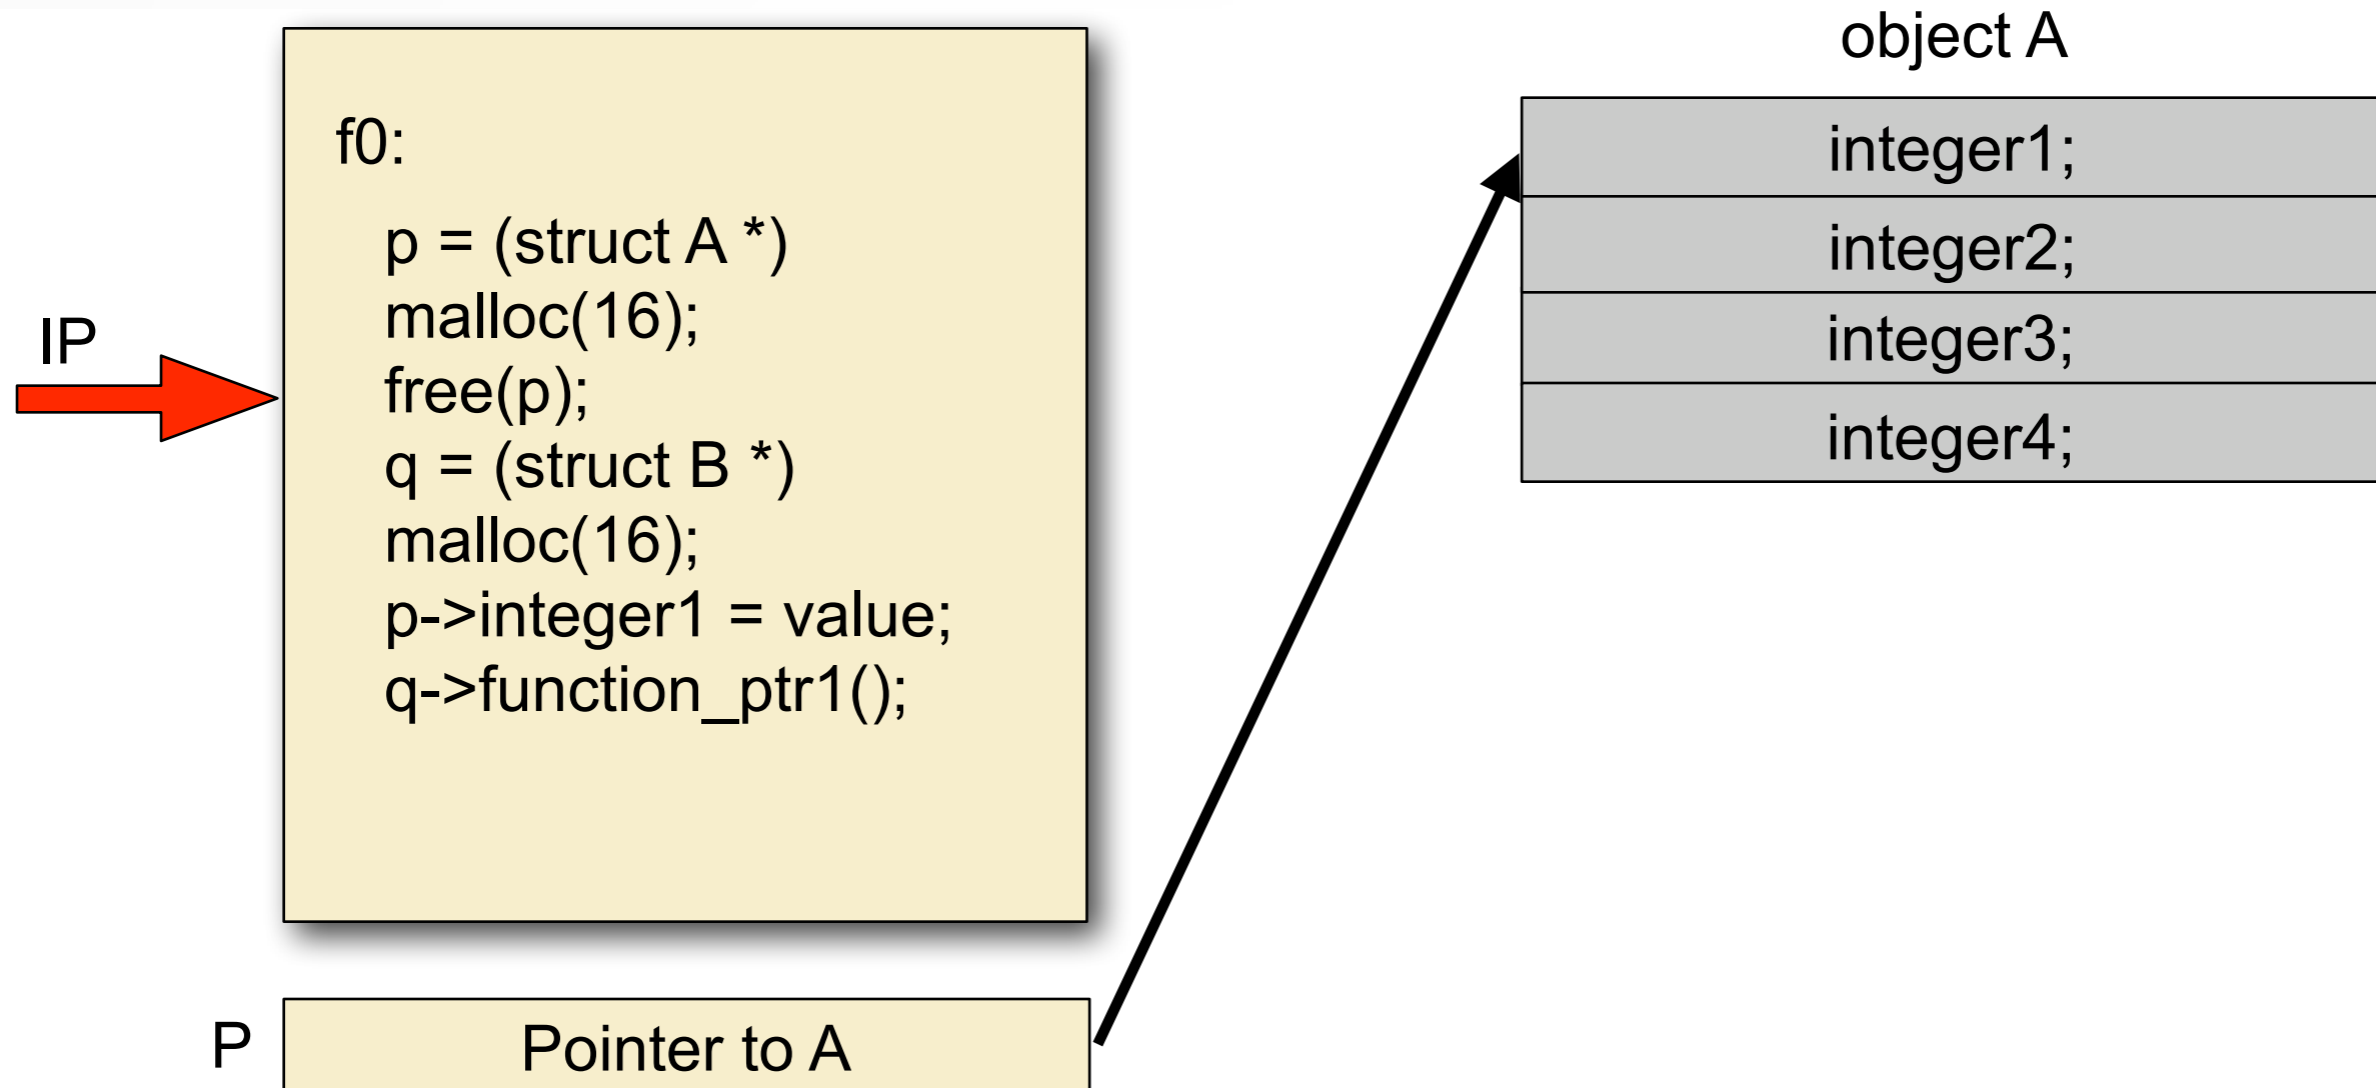 object A
f0:
p = (struct A *)
malloc(16);
free(p);
q = (struct B *)
malloc(16);
p->integer1 = value;
q->function_ptr1();
IP
integer1;
integer2;
integer3;
integer4;
P
Pointer to A